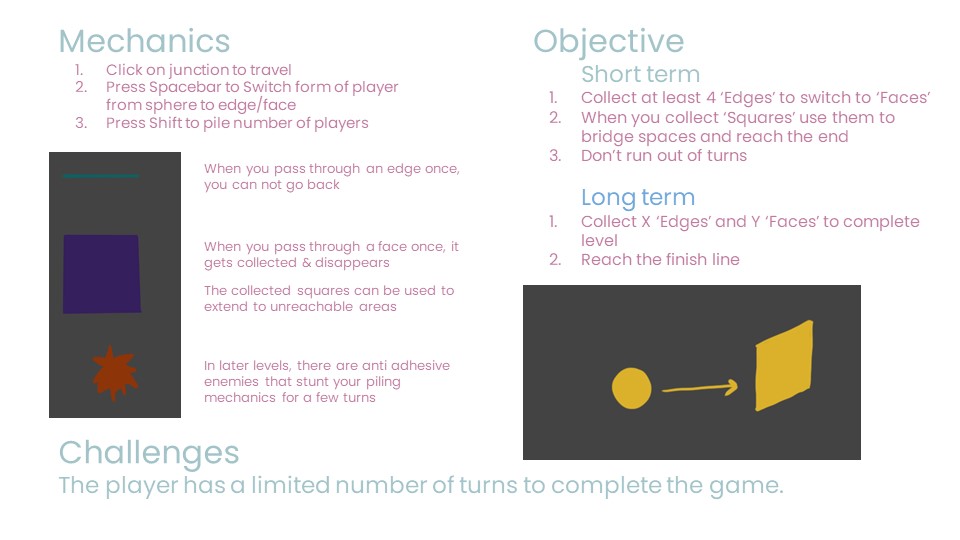 Mechanics
1. Click on junction to travel
2. Press Spacebar to Switch form of player
from sphere to edge/face
3. Press Shift to pile number of players
When you pass through an edge once,
you can not go back
When you pass through a face once, it
gets collected & disappears
The collected squares can be used to
extend to unreachable areas
In later levels, there are anti adhesive
enemies that stunt your piling
mechanics for a few turns
Objective
Short term
1. Collect at least 4 ‘Edges’ to switch to ‘Faces’
2. When you collect ‘Squares’ use them to
bridge spaces and reach the end
3. Don’t run out of turns
Long term
1. Collect X ‘Edges’ and Y ‘Faces’ to complete
level
2. Reach the finish line
Challenges
The player has a limited number of turns to complete the game.